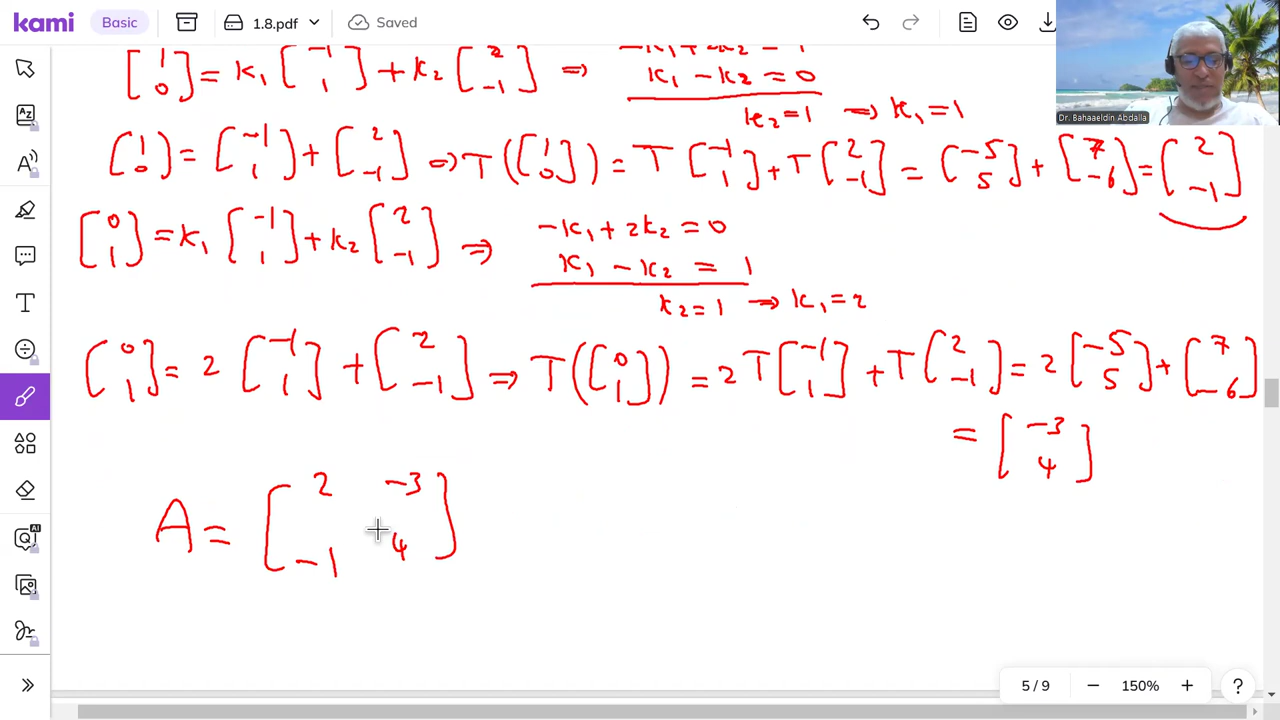 kami Basic 1.8.pdf Saved
[1 0] = k1 [-1 1] + k2 [2 -1] ⇒ -k1 + 2k2 = 1
k1 - k2 = 0
k2 = 1 → k1 = 1
Dr. Bahaaeldin Abdalla
[1 0] = [-1 1] + [2 -1] ⇒ T([1 0]) = T[-1 1] + T[2 -1] = [-5 5] + [7 -6] = [2 -1]
[0 1] = k1 [-1 1] + k2 [2 -1] ⇒ -k1 + 2k2 = 0
k1 - k2 = 1
k2 = 1 → k1 = 2
[0 1] = 2 [-1 1] + [2 -1] ⇒ T([0 1]) = 2T[-1 1] + T[2 -1] = 2[-5 5] + [7 -6]
= [-3 4]
A = [2 -3
-1 4]
5 / 9 − 150% + ?